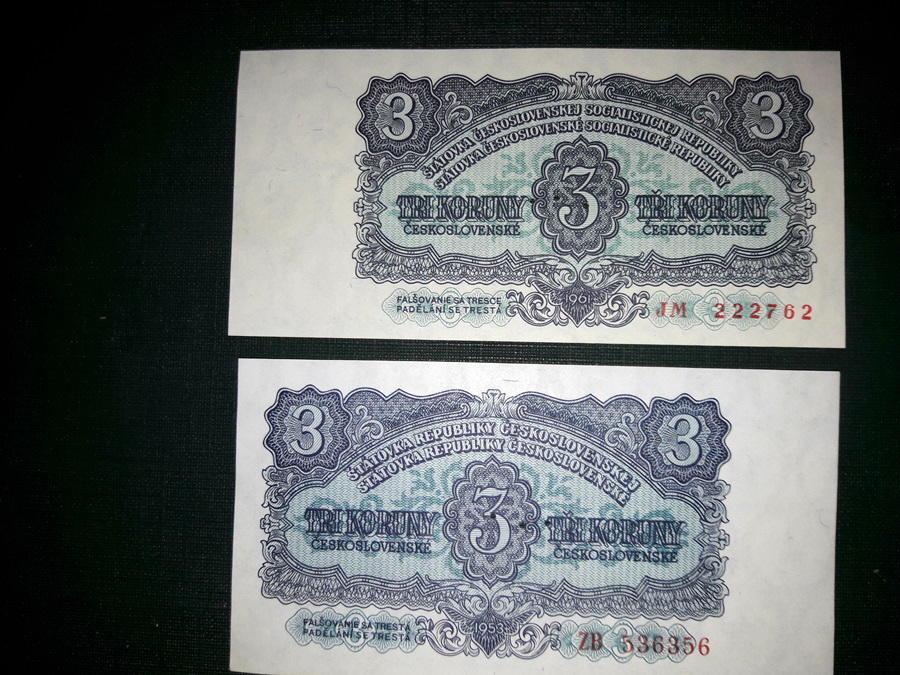 3 3
ŠTÁTOVKA ČESKOSLOVENSKEJ SOCIALISTICKEJ REPUBLIKY
STÁTOVKA ČESKOSLOVENSKÉ SOCIALISTICKÉ REPUBLIKY
3
TRI KORUNY TŘI KORUNY
ČESKOSLOVENSKÉ ČESKOSLOVENSKÉ
FALŠOVANIE SA TRESCE
PADĚLÁNÍ SE TRESTÁ
1961
JM 222762
3 3
ŠTÁTOVKA REPUBLIKY ČESKOSLOVENSKEJ
STÁTOVKA REPUBLIKY ČESKOSLOVENSKÉ
3
TRI KORUNY TŘI KORUNY
ČESKOSLOVENSKÉ ČESKOSLOVENSKÉ
FALŠOVANIE SA TRESTÁ
PADĚLÁNÍ SE TRESTÁ
1953
ZB 536356